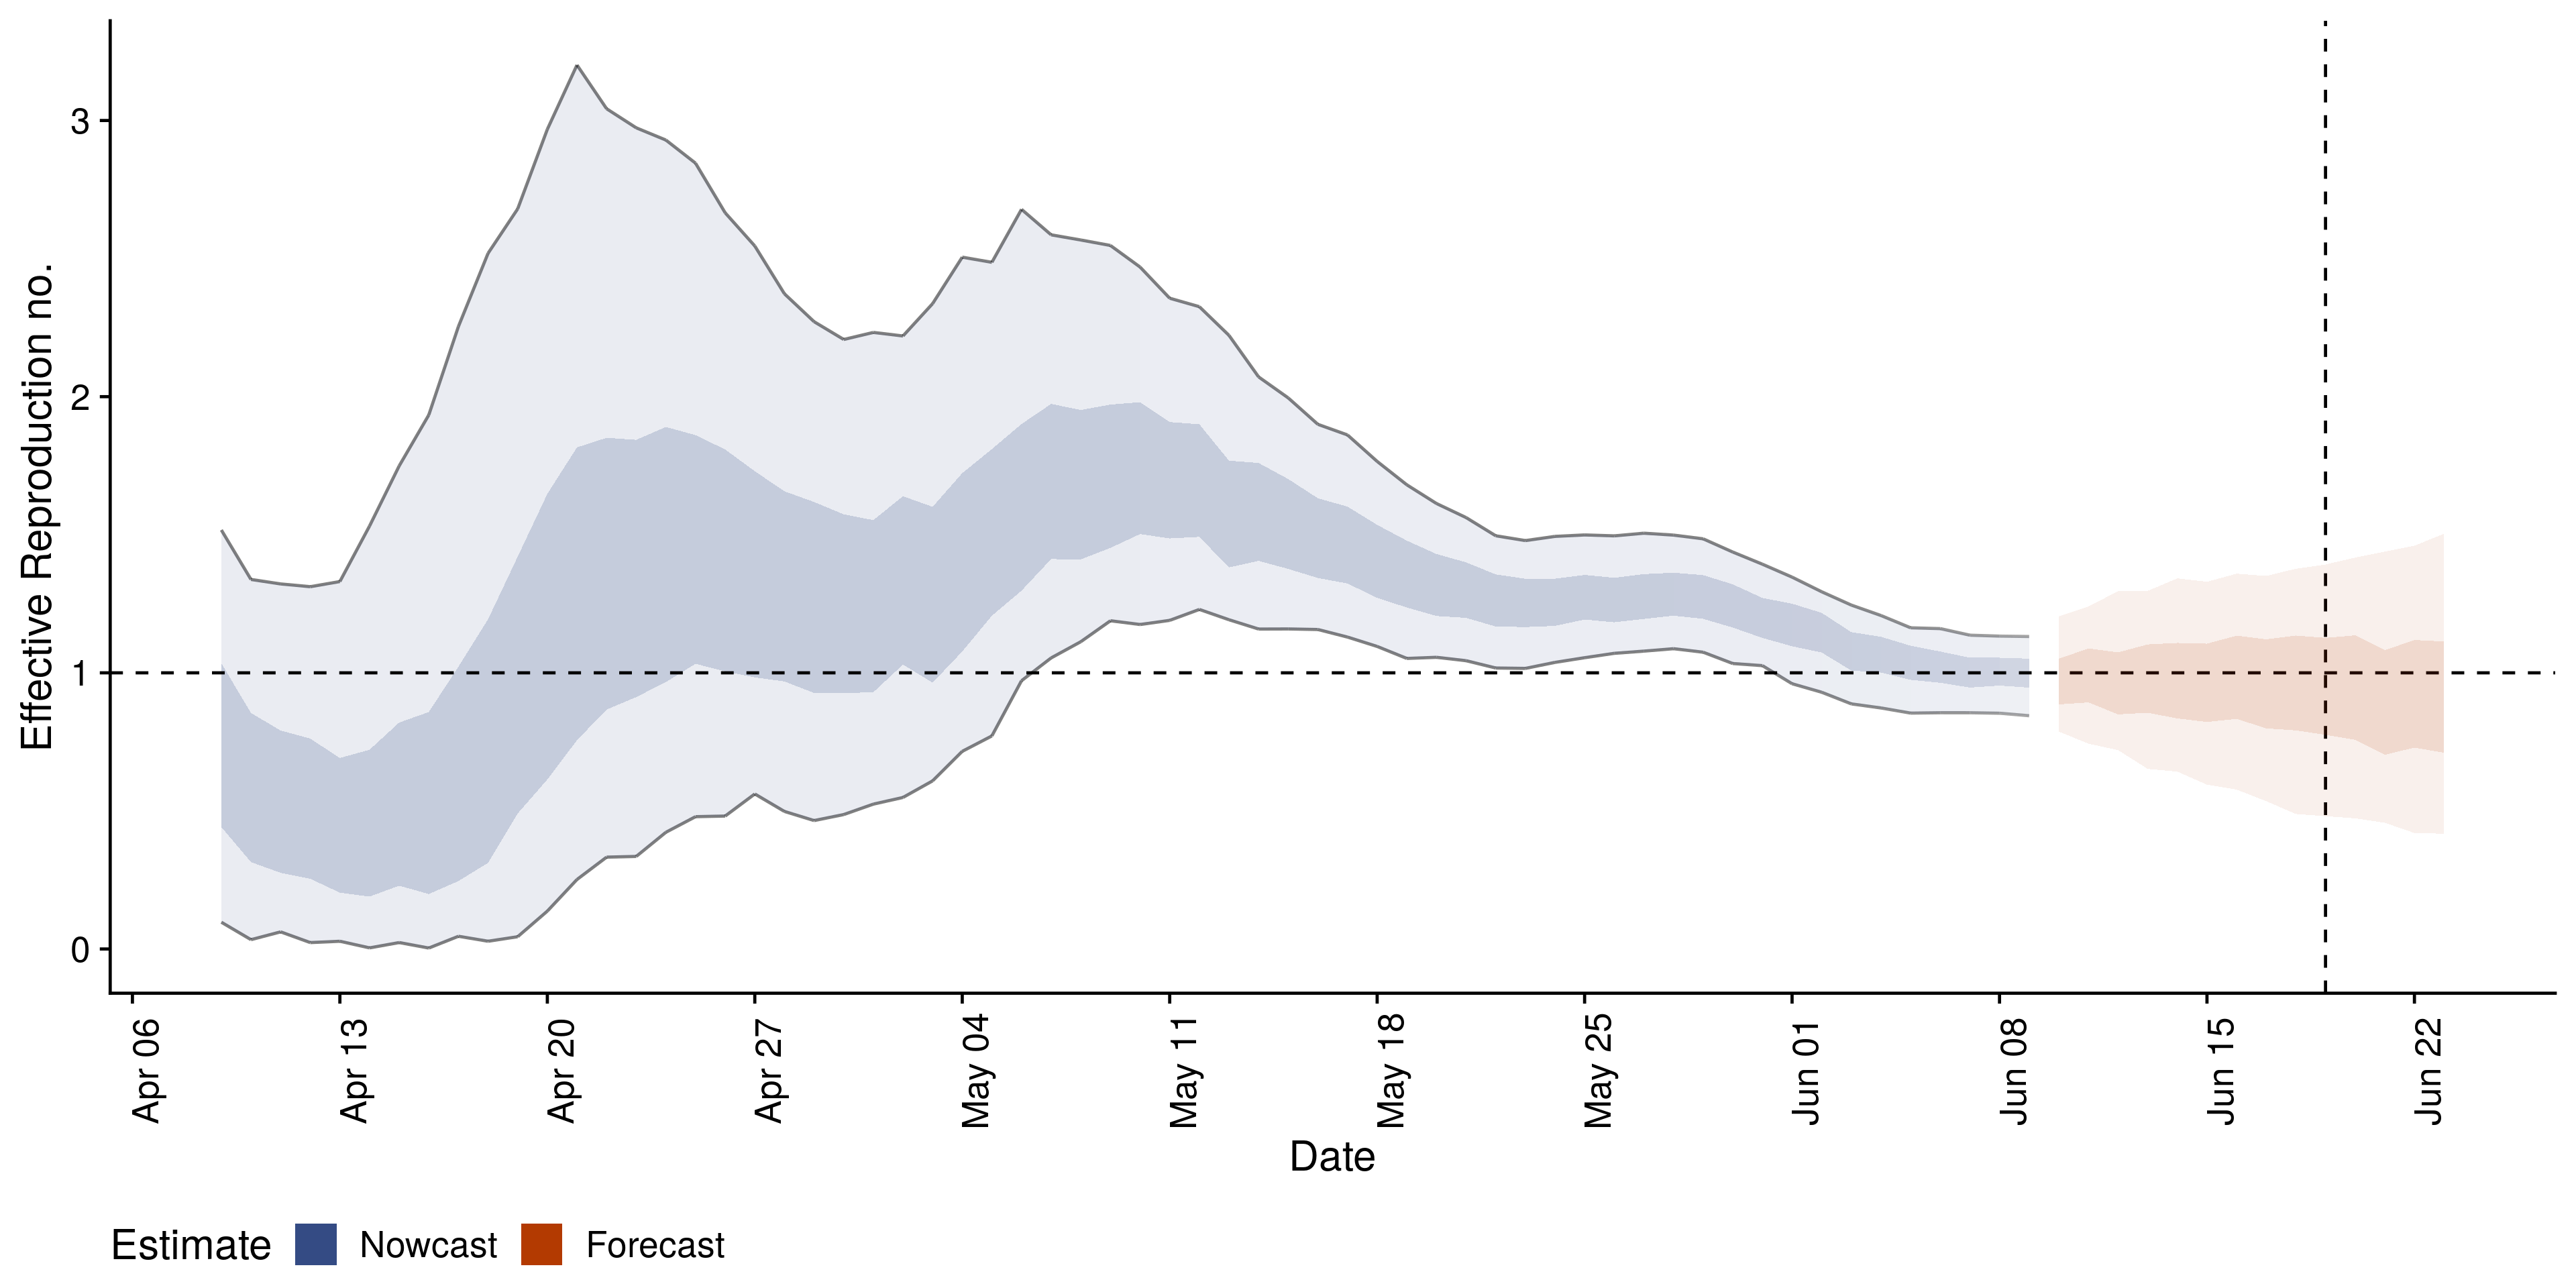 Effective Reproduction no.
3
2
1
0
Apr 06
Apr 13
Apr 20
Apr 27
May 04
May 11
May 18
May 25
Jun 01
Jun 08
Jun 15
Jun 22
Date
Estimate Nowcast Forecast